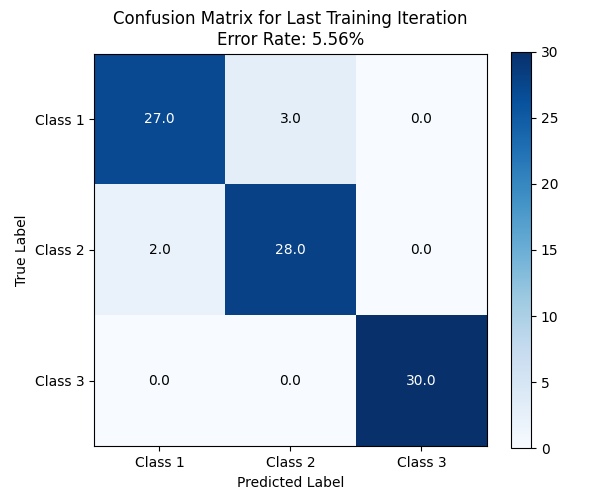 Confusion Matrix for Last Training Iteration
Error Rate: 5.56%
True Label
Class 1
27.0 3.0 0.0
Class 2
2.0 28.0 0.0
Class 3
0.0 0.0 30.0
Class 1 Class 2 Class 3
Predicted Label
30
25
20
15
10
5
0